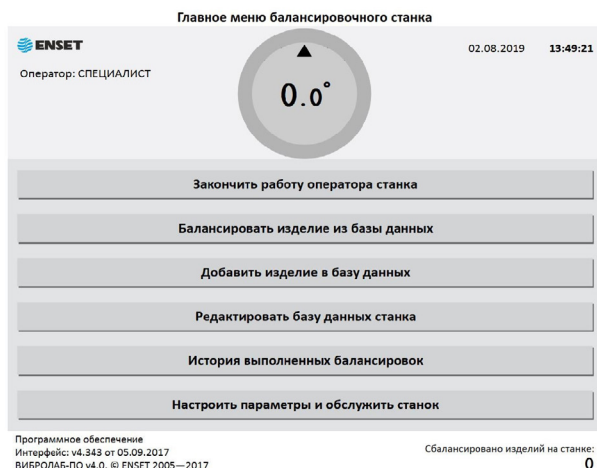 Главное меню балансировочного станка
ENSET
02.08.2019 13:49:21
Оператор: СПЕЦИАЛИСТ
0.0°
Закончить работу оператора станка
Балансировать изделие из базы данных
Добавить изделие в базу данных
Редактировать базу данных станка
История выполненных балансировок
Настроить параметры и обслужить станок
Программное обеспечение
Интерфейс: v4.343 от 05.09.2017
ВИБРОЛАБ-ПО v4.0, © ENSET 2005—2017
Сбалансировано изделий на станке:
0